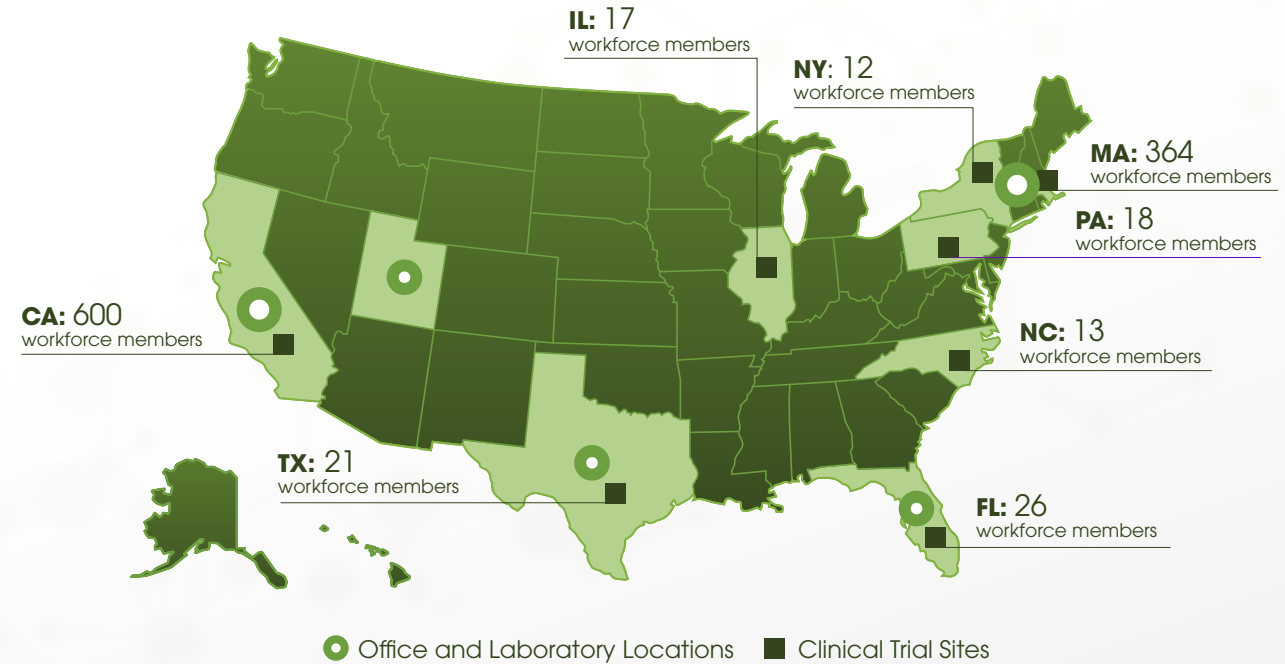 IL: 17
workforce members
NY: 12
workforce members
MA: 364
workforce members
PA: 18
workforce members
CA: 600
workforce members
NC: 13
workforce members
TX: 21
workforce members
FL: 26
workforce members
Office and Laboratory Locations
Clinical Trial Sites